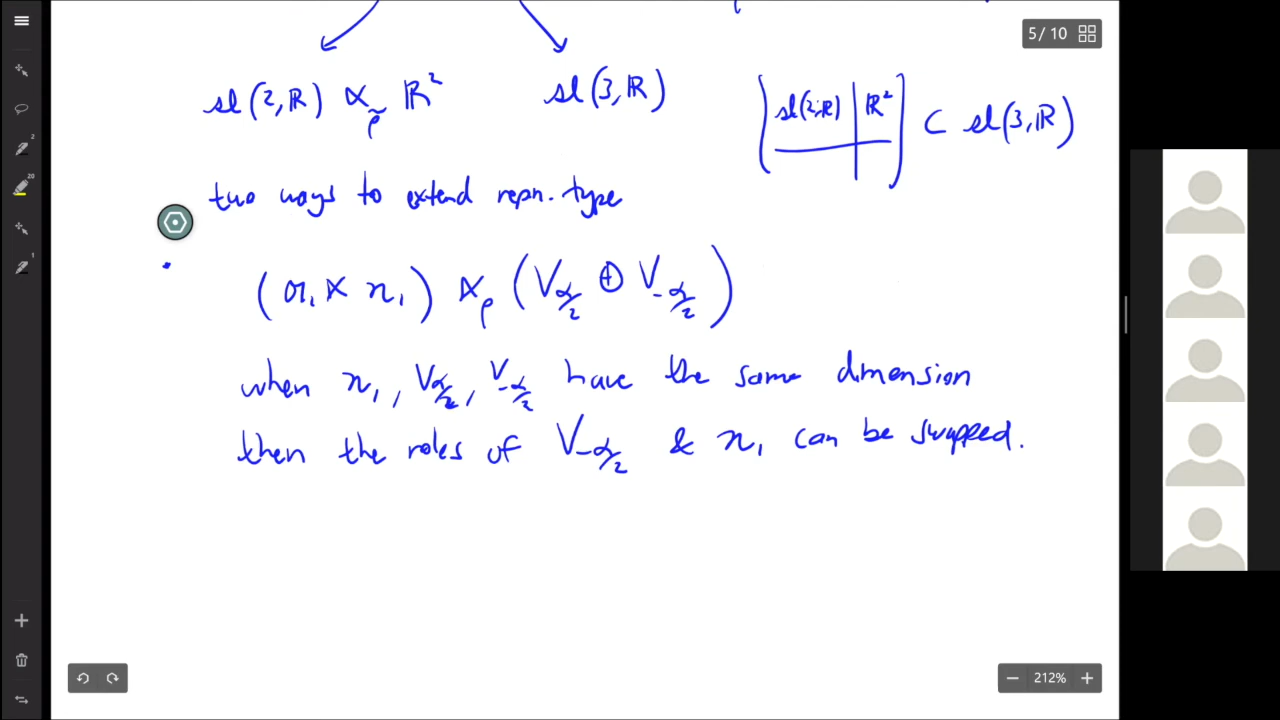 5 / 10
sl(2,ℝ) ⋉_ρ̃ ℝ²   sl(3,ℝ)   [ sl(2,ℝ) | ℝ² ] ⊂ sl(3,ℝ)
two ways to extend repn. type
• (𝔞₁ ⋉ 𝔫₁) ⋉_ρ (V_{α/2} ⊕ V_{-α/2})
when 𝔫₁, V_{α/2}, V_{-α/2} have the same dimension
then the roles of V_{-α/2} & 𝔫₁ can be swapped.
212%